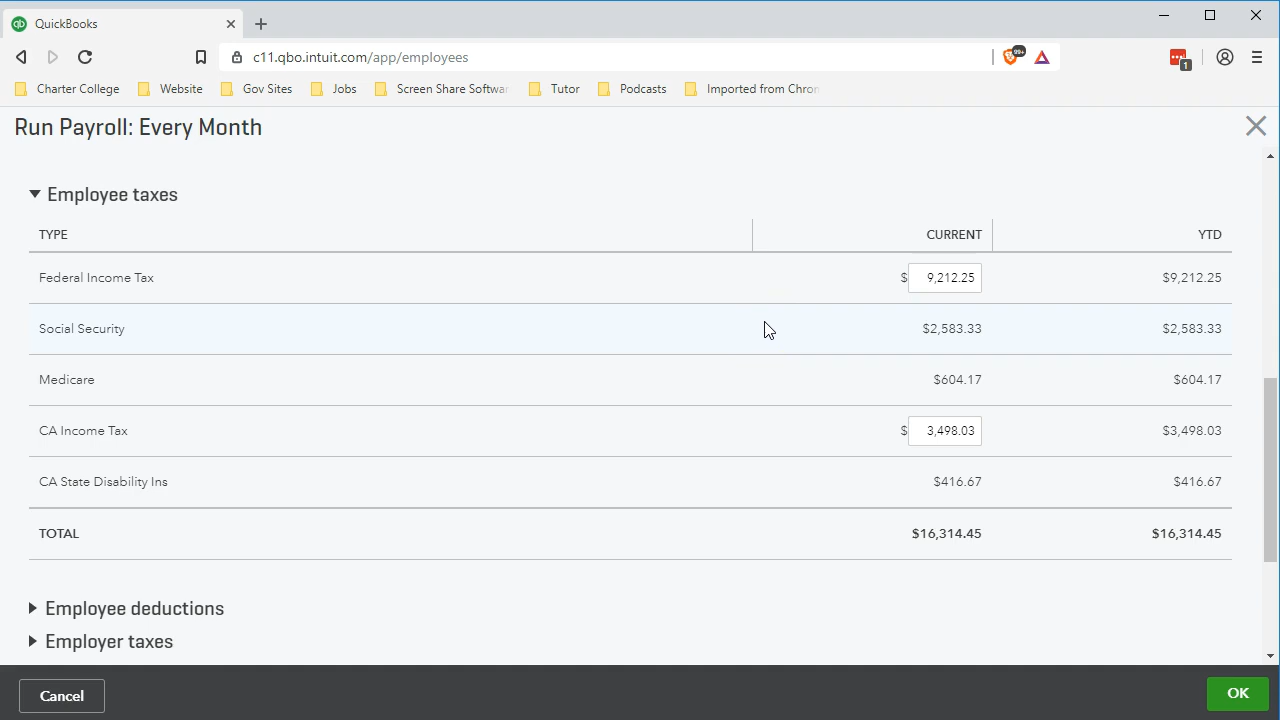 QuickBooks
c11.qbo.intuit.com/app/employees
99+
1
Charter College Website Gov Sites Jobs Screen Share Softwar Tutor Podcasts Imported from Chron
Run Payroll: Every Month
Employee taxes
TYPE CURRENT YTD
Federal Income Tax $ 9,212.25 $9,212.25
Social Security $2,583.33 $2,583.33
Medicare $604.17 $604.17
CA Income Tax $ 3,498.03 $3,498.03
CA State Disability Ins $416.67 $416.67
TOTAL $16,314.45 $16,314.45
Employee deductions
Employer taxes
Cancel OK